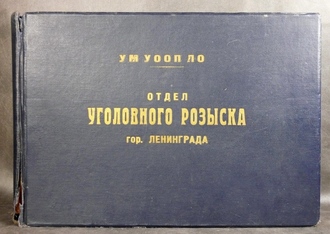 УМ УООП ЛО
ОТДЕЛ
УГОЛОВНОГО РОЗЫСКА
гор. ЛЕНИНГРАДА